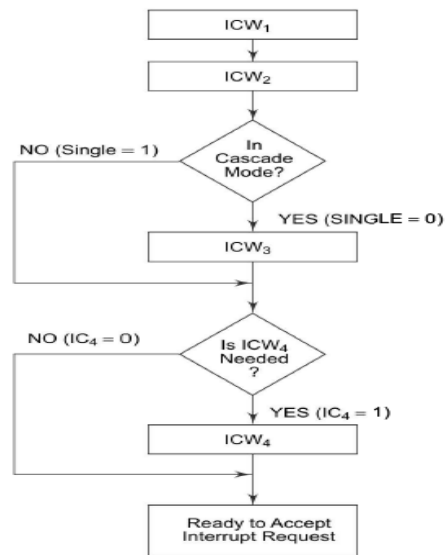 ICW₁
ICW₂
In
Cascade
Mode?
NO (Single = 1)
YES (SINGLE = 0)
ICW₃
Is ICW₄
Needed
?
NO (IC₄ = 0)
YES (IC₄ = 1)
ICW₄
Ready to Accept
Interrupt Request